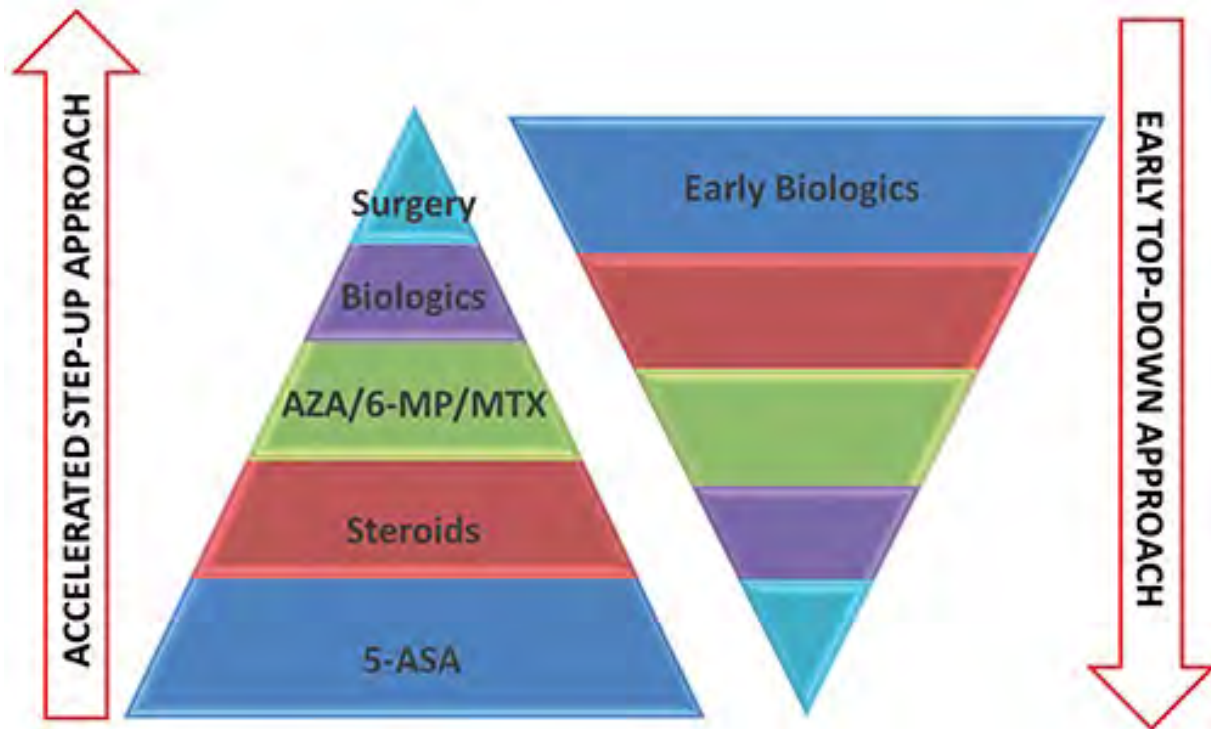 ACCELERATED STEP-UP APPROACH
Surgery
Biologics
AZA/6-MP/MTX
Steroids
5-ASA
Early Biologics
EARLY TOP-DOWN APPROACH